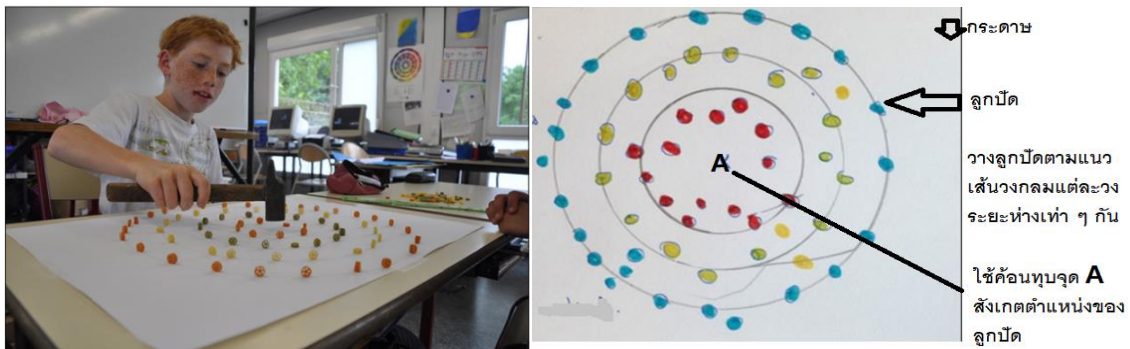 กระดาษ
ลูกปัด
วางลูกปัดตามแนว
เส้นวงกลมแต่ละวง
ระยะห่างเท่า ๆ กัน
A
ใช้ค้อนทุบจุด A
สังเกตตำแหน่งของ
ลูกปัด